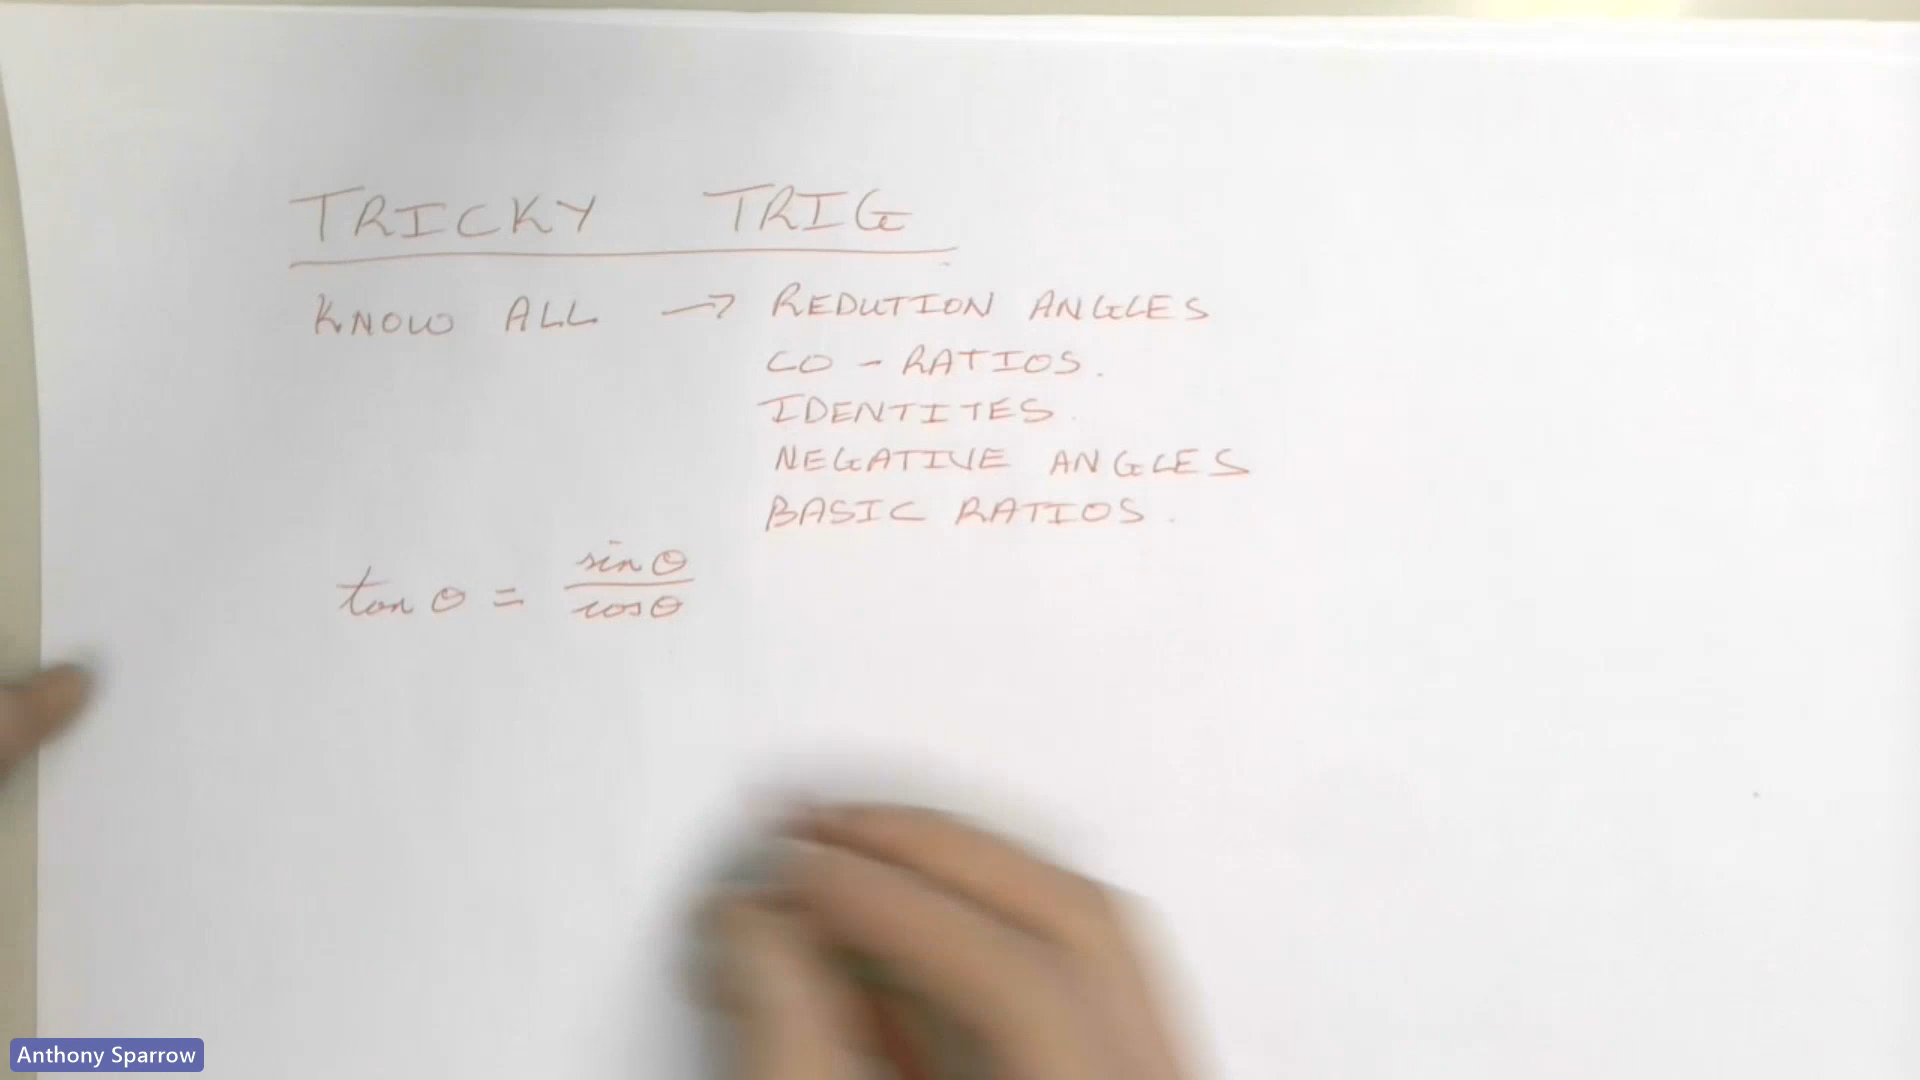 TRICKY TRIG
KNOW ALL → REDUTION ANGLES
CO - RATIOS.
IDENTITES.
NEGATIVE ANGLES
BASIC RATIOS.
tan θ = sin θ / cos θ
Anthony Sparrow